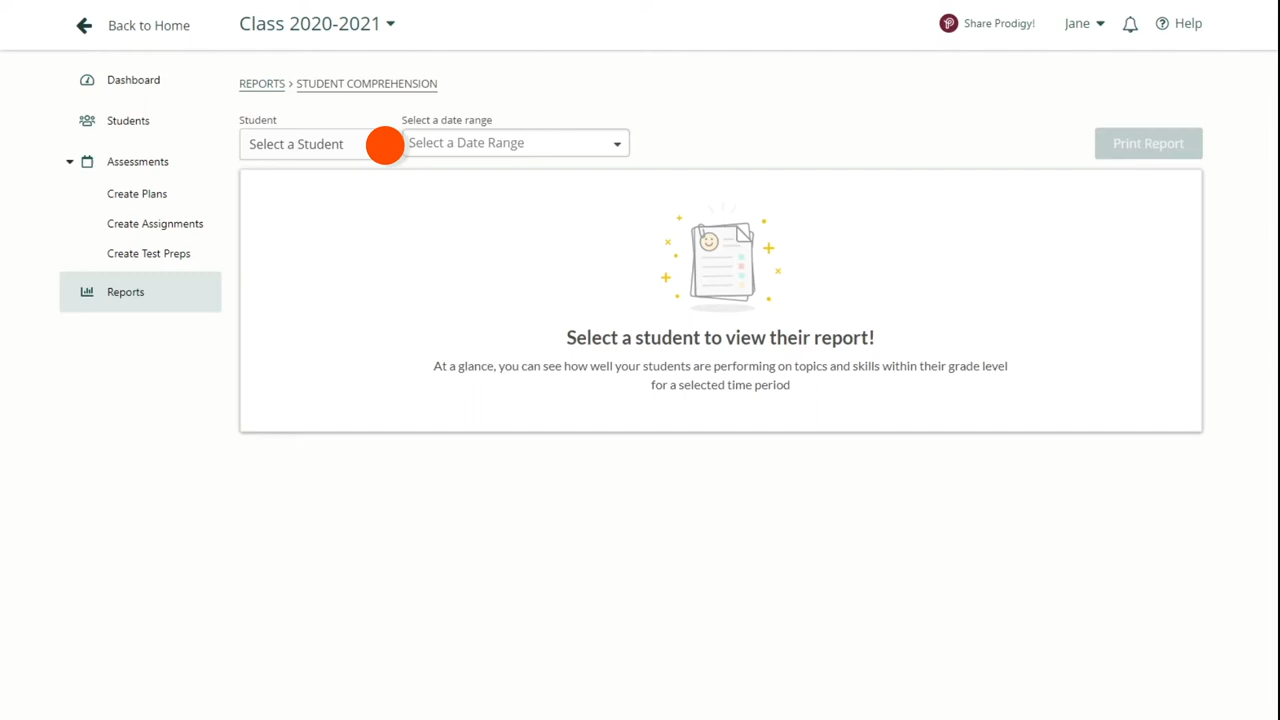 Back to Home
Class 2020-2021
Share Prodigy!
Jane
Help
Dashboard
Students
Assessments
Create Plans
Create Assignments
Create Test Preps
Reports
REPORTS > STUDENT COMPREHENSION
Student
Select a date range
Select a Student
Select a Date Range
Print Report
Select a student to view their report!
At a glance, you can see how well your students are performing on topics and skills within their grade level
for a selected time period